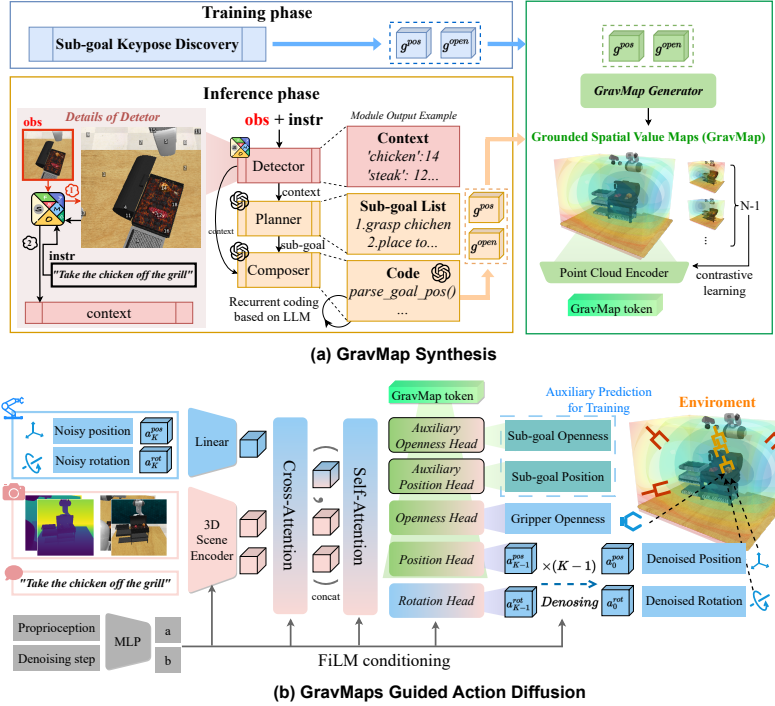 Training phase
Sub-goal Keypose Discovery
g^pos
g^open
Inference phase
Details of Detetor
obs
1
2
instr
"Take the chicken off the grill"
context
obs + instr
Detector
context
context
Planner
sub-goal
Composer
Recurrent coding
based on LLM
Module Output Example
Context
'chicken':14
'steak': 12...
Sub-goal List
1.grasp chichen
2.place to...
Code
parse_goal_pos()
...
g^pos
g^open
g^pos
g^open
GravMap Generator
Grounded Spatial Value Maps (GravMap)
N-1
Point Cloud Encoder
contrastive
learning
GravMap token
(a) GravMap Synthesis
Noisy position
a_K^pos
Noisy rotation
a_K^rot
"Take the chicken off the grill"
Proprioception
Denoising step
MLP
a
b
Linear
3D
Scene
Encoder
Cross-Attention
( , )
concat
Self-Attention
FiLM conditioning
GravMap token
Auxiliary
Openness Head
Auxiliary
Position Head
Openness Head
Position Head
Rotation Head
Auxiliary Prediction
for Training
Sub-goal Openness
Sub-goal Position
Gripper Openness
a_{K-1}^pos
×(K−1)
a_0^pos
Denoised Position
a_{K-1}^rot
Denosing
a_0^rot
Denoised Rotation
Enviroment
(b) GravMaps Guided Action Diffusion